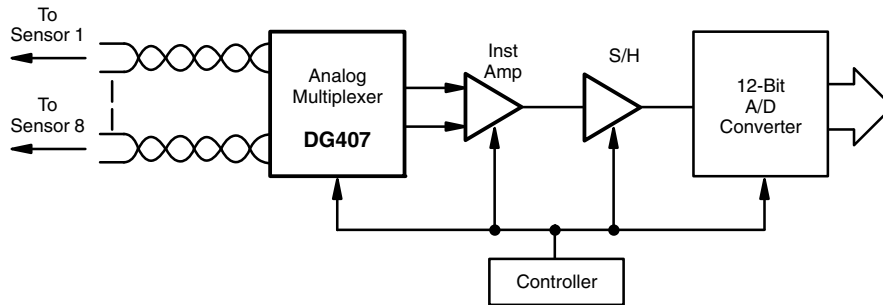 To
Sensor 1
To
Sensor 8
Analog
Multiplexer
DG407
Inst
Amp
S/H
12-Bit
A/D
Converter
Controller